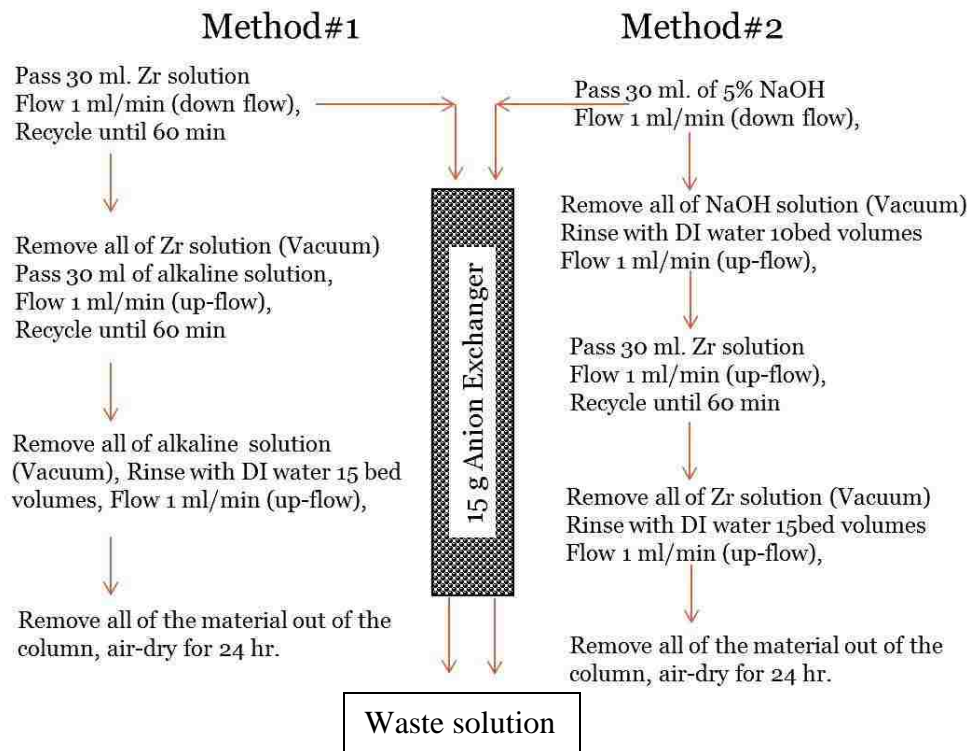 Method#1
Pass 30 ml. Zr solution
Flow 1 ml/min (down flow),
Recycle until 60 min
Remove all of Zr solution (Vacuum)
Pass 30 ml of alkaline solution,
Flow 1 ml/min (up-flow),
Recycle until 60 min
Remove all of alkaline solution
(Vacuum), Rinse with DI water 15 bed
volumes, Flow 1 ml/min (up-flow),
Remove all of the material out of the
column, air-dry for 24 hr.
15 g Anion Exchanger
Waste solution
Method#2
Pass 30 ml. of 5% NaOH
Flow 1 ml/min (down flow),
Remove all of NaOH solution (Vacuum)
Rinse with DI water 10bed volumes
Flow 1 ml/min (up-flow),
Pass 30 ml. Zr solution
Flow 1 ml/min (up-flow),
Recycle until 60 min
Remove all of Zr solution (Vacuum)
Rinse with DI water 15bed volumes
Flow 1 ml/min (up-flow),
Remove all of the material out of the
column, air-dry for 24 hr.